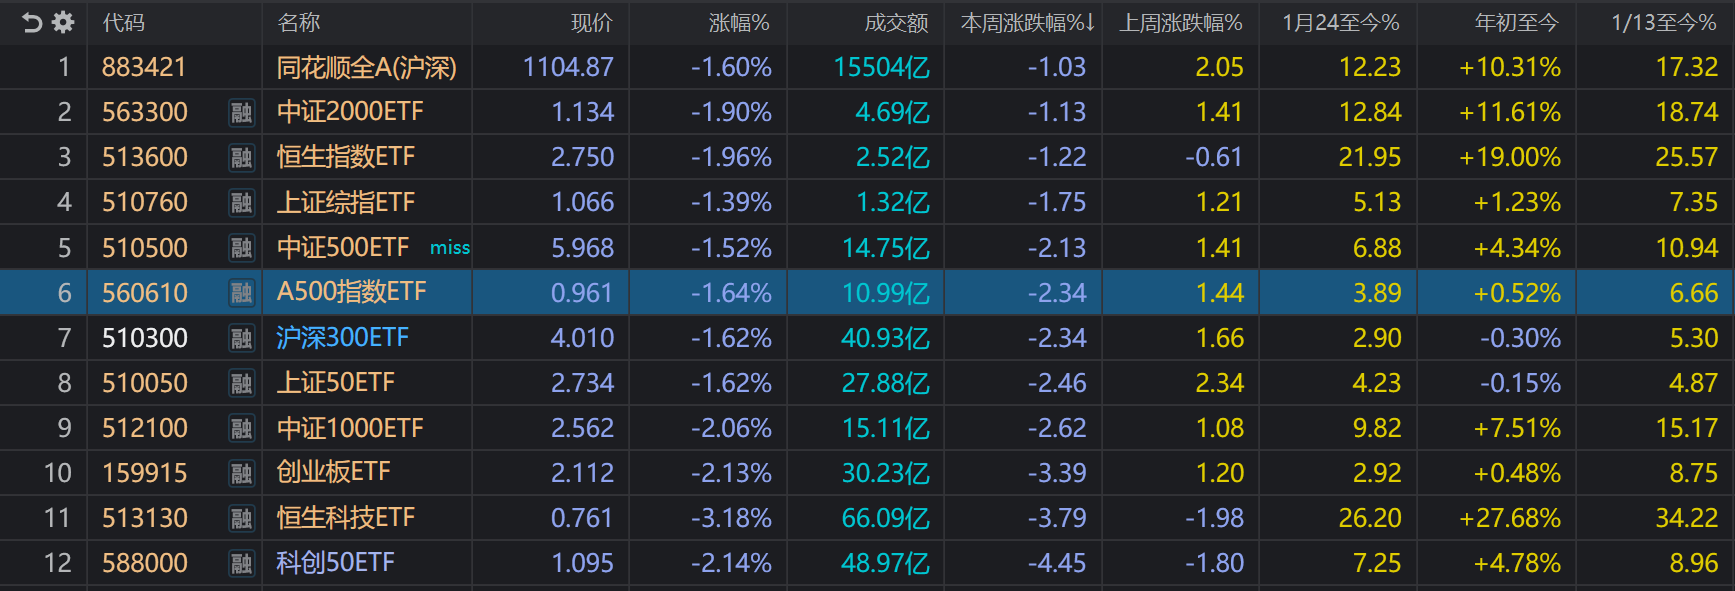 代码 名称 现价 涨幅% 成交额 本周涨跌幅%↓ 上周涨跌幅% 1月24至今% 年初至今 1/13至今%
1 883421 同花顺全A(沪深) 1104.87 -1.60% 15504亿 -1.03 2.05 12.23 +10.31% 17.32
2 563300 融 中证2000ETF 1.134 -1.90% 4.69亿 -1.13 1.41 12.84 +11.61% 18.74
3 513600 融 恒生指数ETF 2.750 -1.96% 2.52亿 -1.22 -0.61 21.95 +19.00% 25.57
4 510760 融 上证综指ETF 1.066 -1.39% 1.32亿 -1.75 1.21 5.13 +1.23% 7.35
5 510500 融 中证500ETF miss 5.968 -1.52% 14.75亿 -2.13 1.41 6.88 +4.34% 10.94
6 560610 融 A500指数ETF 0.961 -1.64% 10.99亿 -2.34 1.44 3.89 +0.52% 6.66
7 510300 融 沪深300ETF 4.010 -1.62% 40.93亿 -2.34 1.66 2.90 -0.30% 5.30
8 510050 融 上证50ETF 2.734 -1.62% 27.88亿 -2.46 2.34 4.23 -0.15% 4.87
9 512100 融 中证1000ETF 2.562 -2.06% 15.11亿 -2.62 1.08 9.82 +7.51% 15.17
10 159915 融 创业板ETF 2.112 -2.13% 30.23亿 -3.39 1.20 2.92 +0.48% 8.75
11 513130 融 恒生科技ETF 0.761 -3.18% 66.09亿 -3.79 -1.98 26.20 +27.68% 34.22
12 588000 融 科创50ETF 1.095 -2.14% 48.97亿 -4.45 -1.80 7.25 +4.78% 8.96